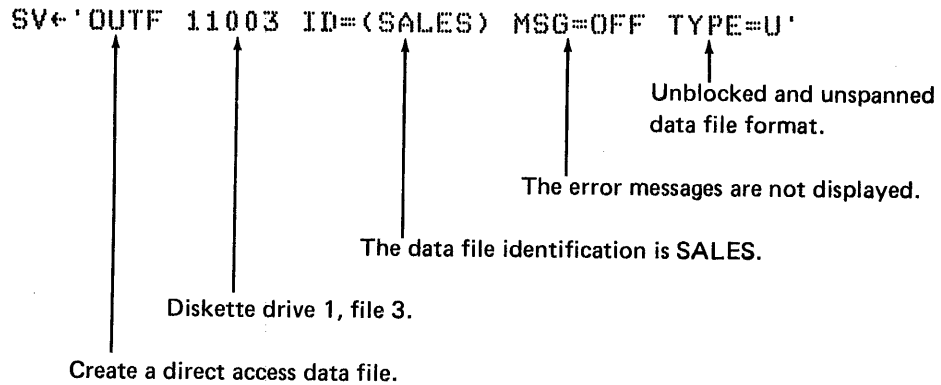 SV←'OUTF 11003 ID=(SALES) MSG=OFF TYPE=U'
Unblocked and unspanned
data file format.
The error messages are not displayed.
The data file identification is SALES.
Diskette drive 1, file 3.
Create a direct access data file.